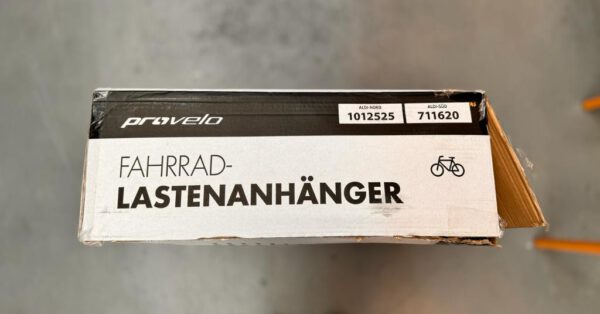 provelo
ALDI-NORD
1012525
ALDI-SÜD
711620
FAHRRAD-
LASTENANHÄNGER